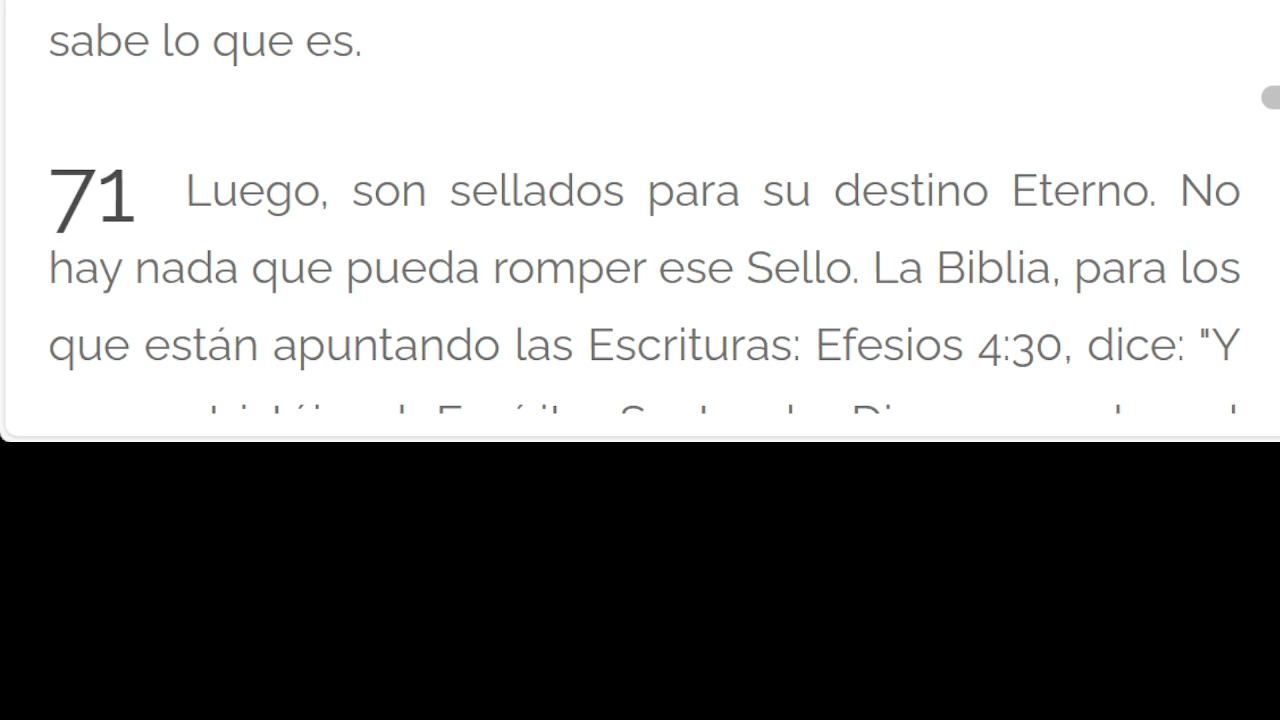 sabe lo que es.
71 Luego, son sellados para su destino Eterno. No
hay nada que pueda romper ese Sello. La Biblia, para los
que están apuntando las Escrituras: Efesios 4:30, dice: "Y